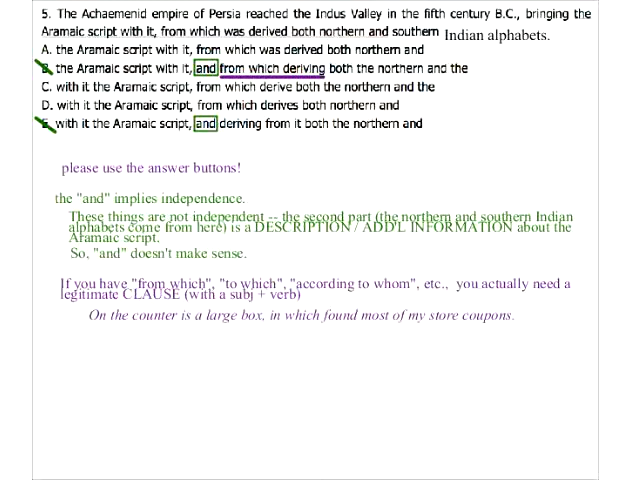 5. The Achaemenid empire of Persia reached the Indus Valley in the fifth century B.C., bringing the
Aramaic script with it, from which was derived both northern and southern Indian alphabets.
A. the Aramaic script with it, from which was derived both northern and
B. the Aramaic script with it, and from which deriving both the northern and the
C. with it the Aramaic script, from which derive both the northern and the
D. with it the Aramaic script, from which derives both northern and
E. with it the Aramaic script, and deriving from it both the northern and
please use the answer buttons!
the "and" implies independence.
These things are not independent -- the second part (the northern and southern Indian
alphabets come from here) is a DESCRIPTION / ADD'L INFORMATION about the
Aramaic script.
So, "and" doesn't make sense.
If you have "from which", "to which", "according to whom", etc., you actually need a
legitimate CLAUSE (with a subj + verb)
On the counter is a large box, in which found most of my store coupons.